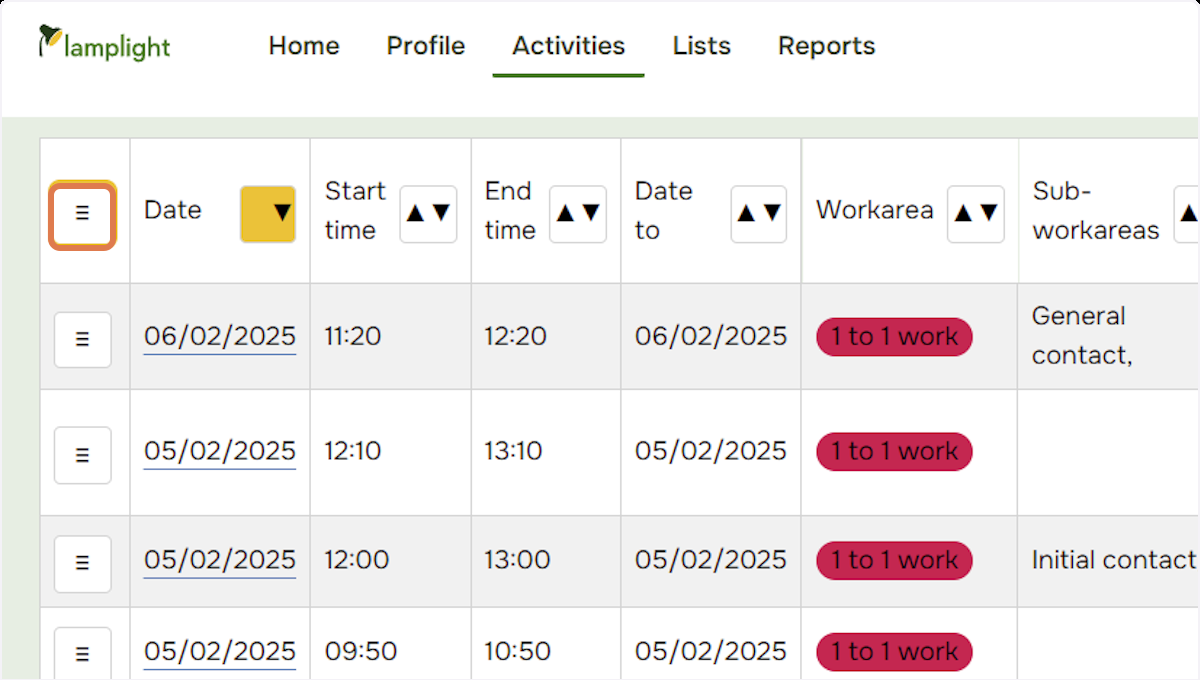 lamplight
Home Profile Activities Lists Reports
☰ Date ▼ Start time ▲▼ End time ▲▼ Date to ▲▼ Workarea ▲▼ Sub-workareas ▲
☰ 06/02/2025 11:20 12:20 06/02/2025 1 to 1 work General contact,
☰ 05/02/2025 12:10 13:10 05/02/2025 1 to 1 work
☰ 05/02/2025 12:00 13:00 05/02/2025 1 to 1 work Initial contact
☰ 05/02/2025 09:50 10:50 05/02/2025 1 to 1 work